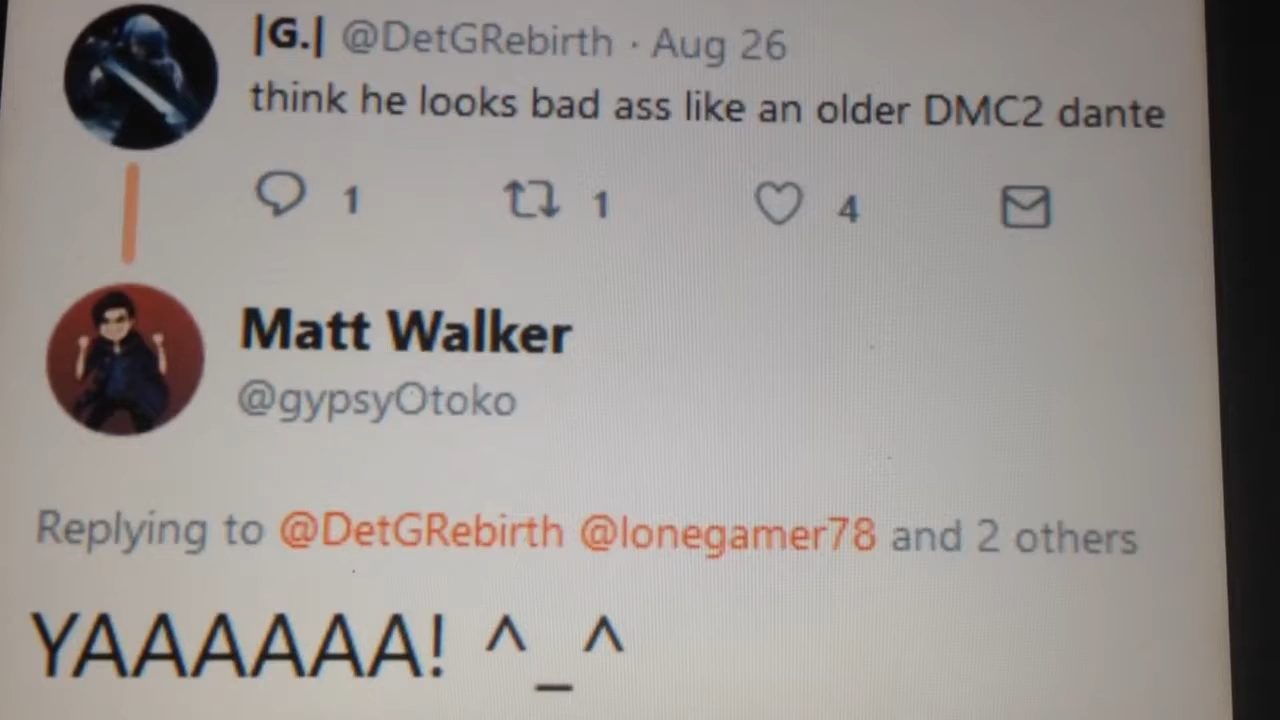 |G.| @DetGRebirth · Aug 26
think he looks bad ass like an older DMC2 dante
1 1 4
Matt Walker
@gypsyOtoko
Replying to @DetGRebirth @lonegamer78 and 2 others
YAAAAAA! ^_^